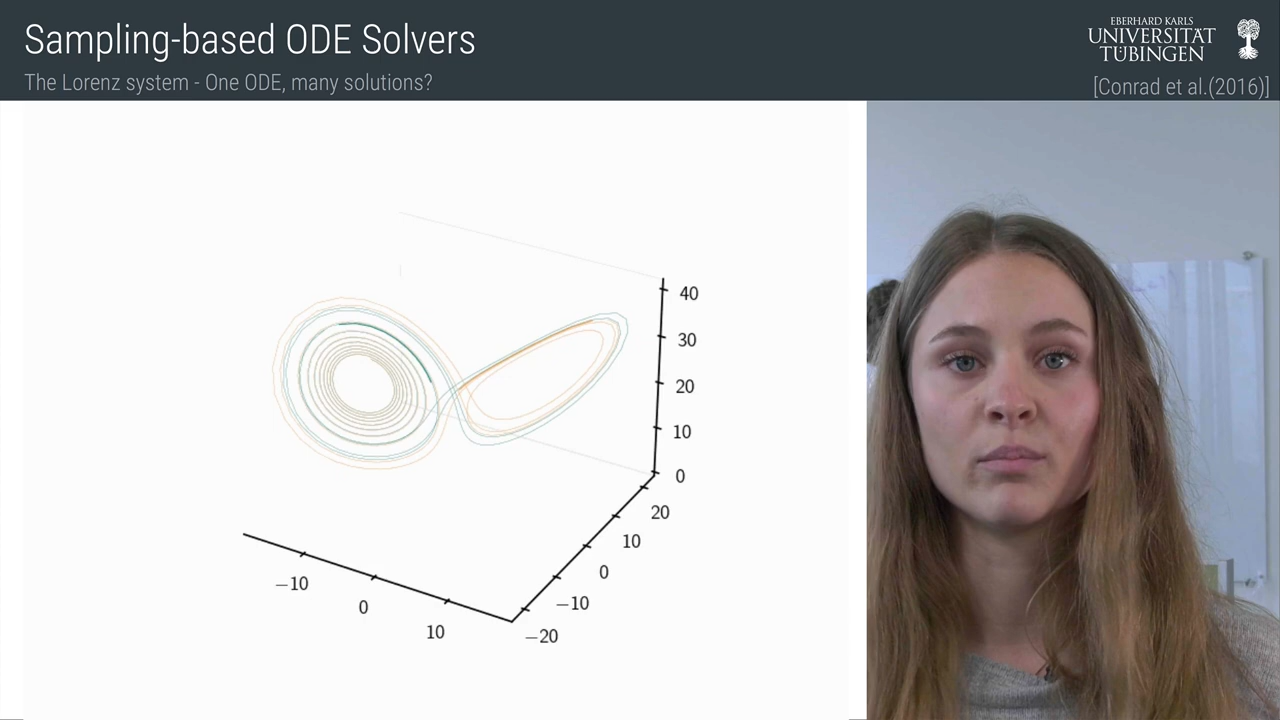 Sampling-based ODE Solvers
The Lorenz system - One ODE, many solutions?
EBERHARD KARLS
UNIVERSITÄT
TÜBINGEN
[Conrad et al.(2016)]
40
30
20
10
0
20
10
0
−10
−20
−10
0
10